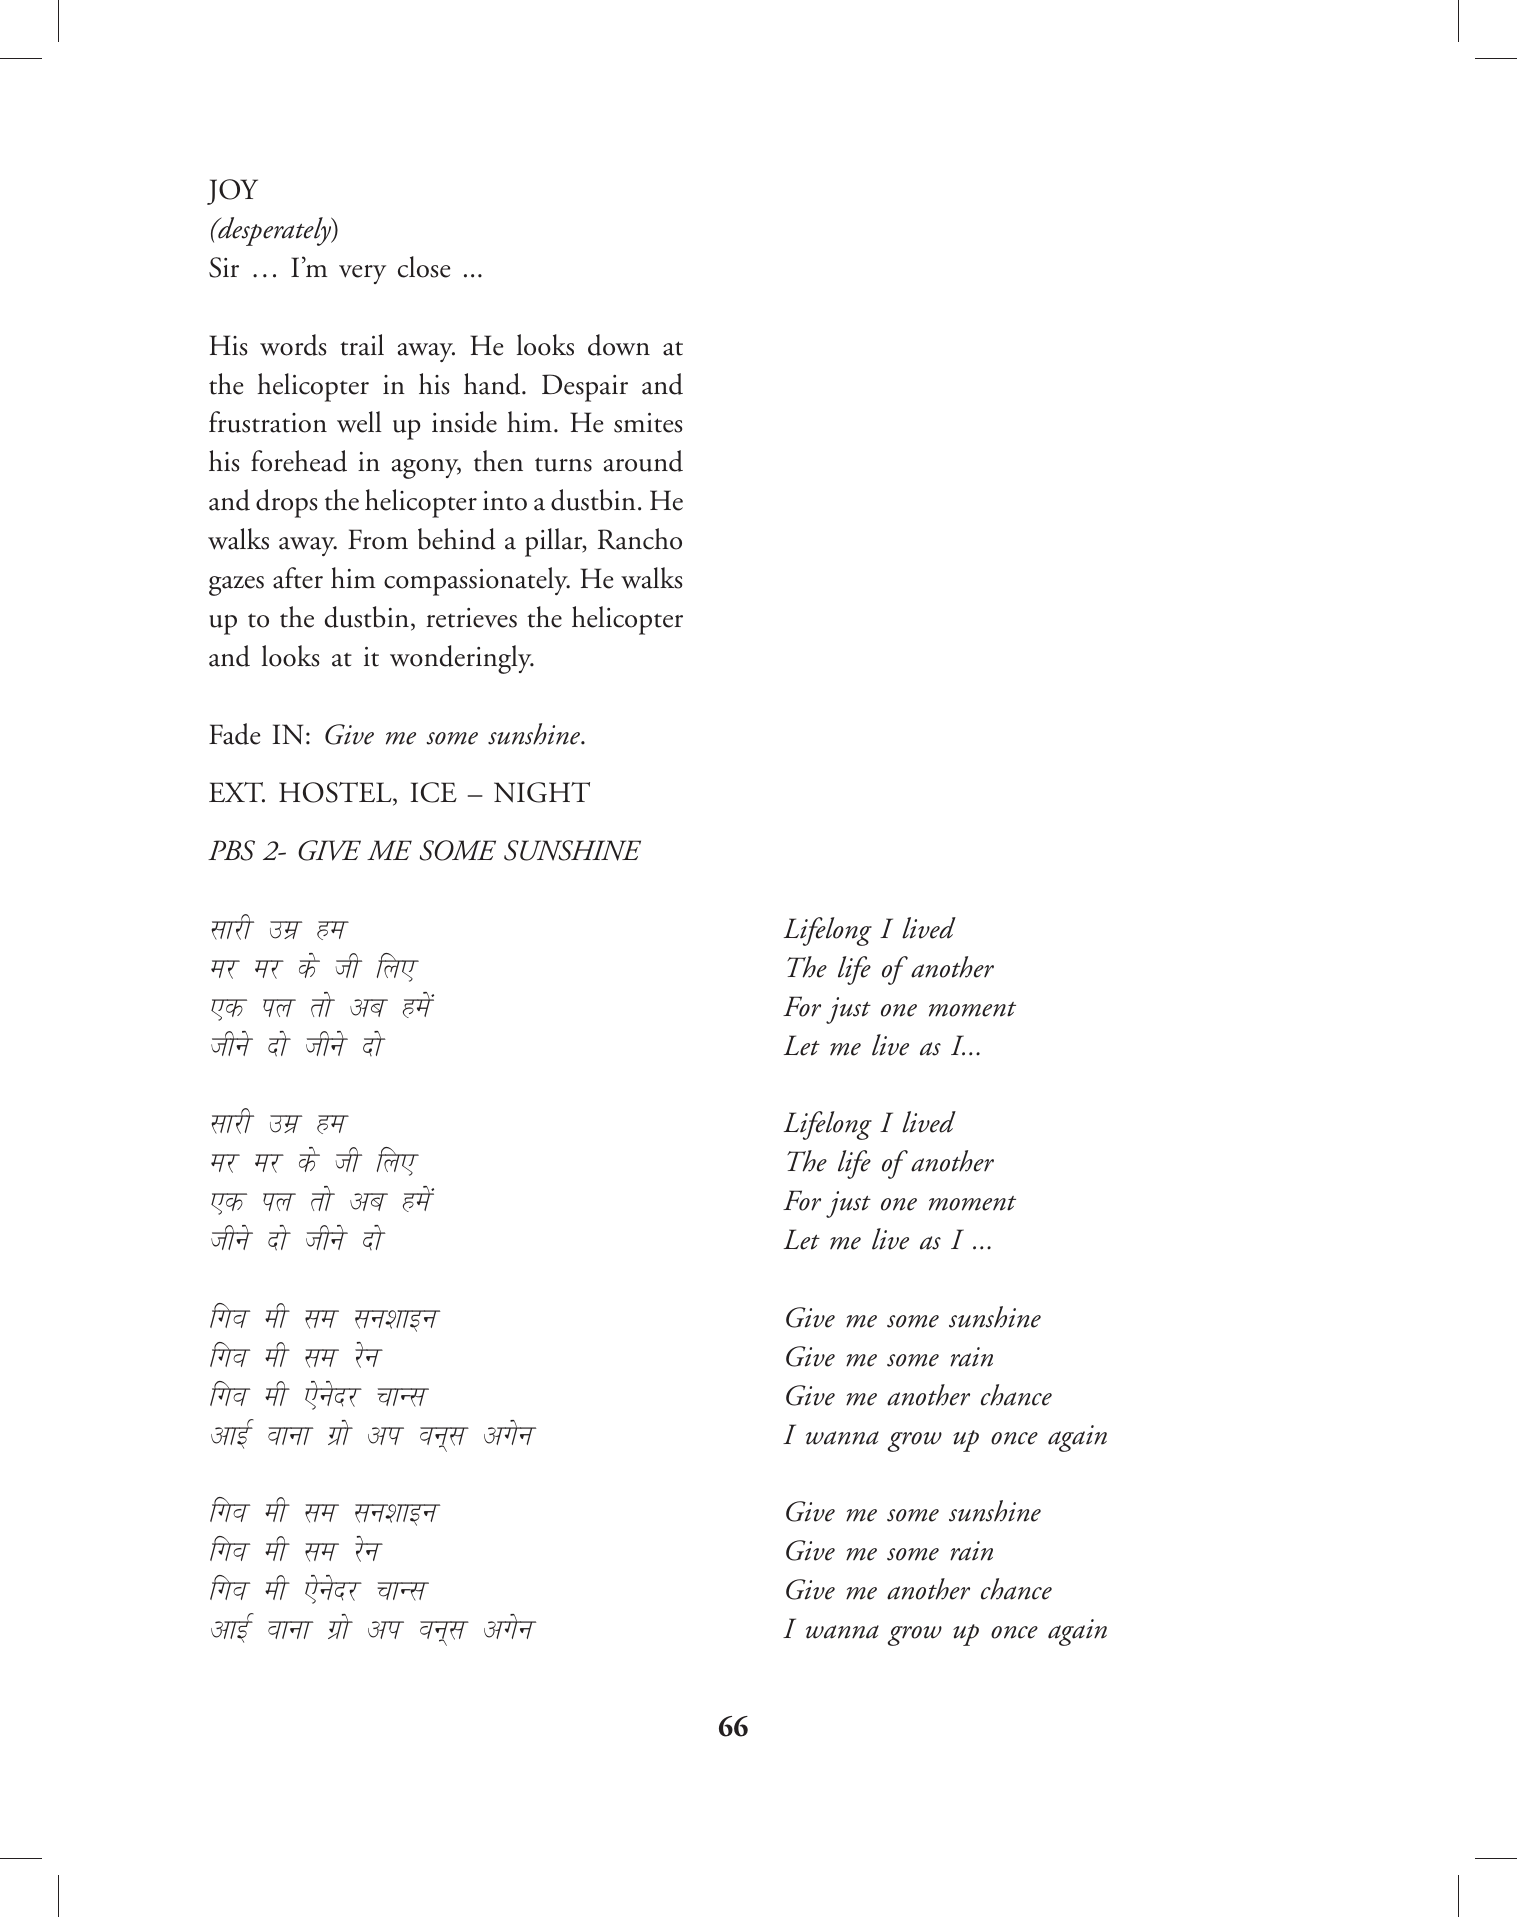 JOY
(desperately)
Sir … I’m very close ...
His words trail away. He looks down at
the helicopter in his hand. Despair and
frustration well up inside him. He smites
his forehead in agony, then turns around
and drops the helicopter into a dustbin. He
walks away. From behind a pillar, Rancho
gazes after him compassionately. He walks
up to the dustbin, retrieves the helicopter
and looks at it wonderingly.
Fade IN: Give me some sunshine.
EXT. HOSTEL, ICE – NIGHT
PBS 2- GIVE ME SOME SUNSHINE
सारी उम्र हम
मर मर के जी लिए
एक पल तो अब हमें
जीने दो जीने दो
सारी उम्र हम
मर मर के जी लिए
एक पल तो अब हमें
जीने दो जीने दो
गिव मी सम सनशाइन
गिव मी सम रेन
गिव मी ऐनेदर चान्स
आई वाना ग्रो अप वन्‌स अगेन
गिव मी सम सनशाइन
गिव मी सम रेन
गिव मी ऐनेदर चान्स
आई वाना ग्रो अप वन्‌स अगेन
Lifelong I lived
The life of another
For just one moment
Let me live as I...
Lifelong I lived
The life of another
For just one moment
Let me live as I ...
Give me some sunshine
Give me some rain
Give me another chance
I wanna grow up once again
Give me some sunshine
Give me some rain
Give me another chance
I wanna grow up once again
66